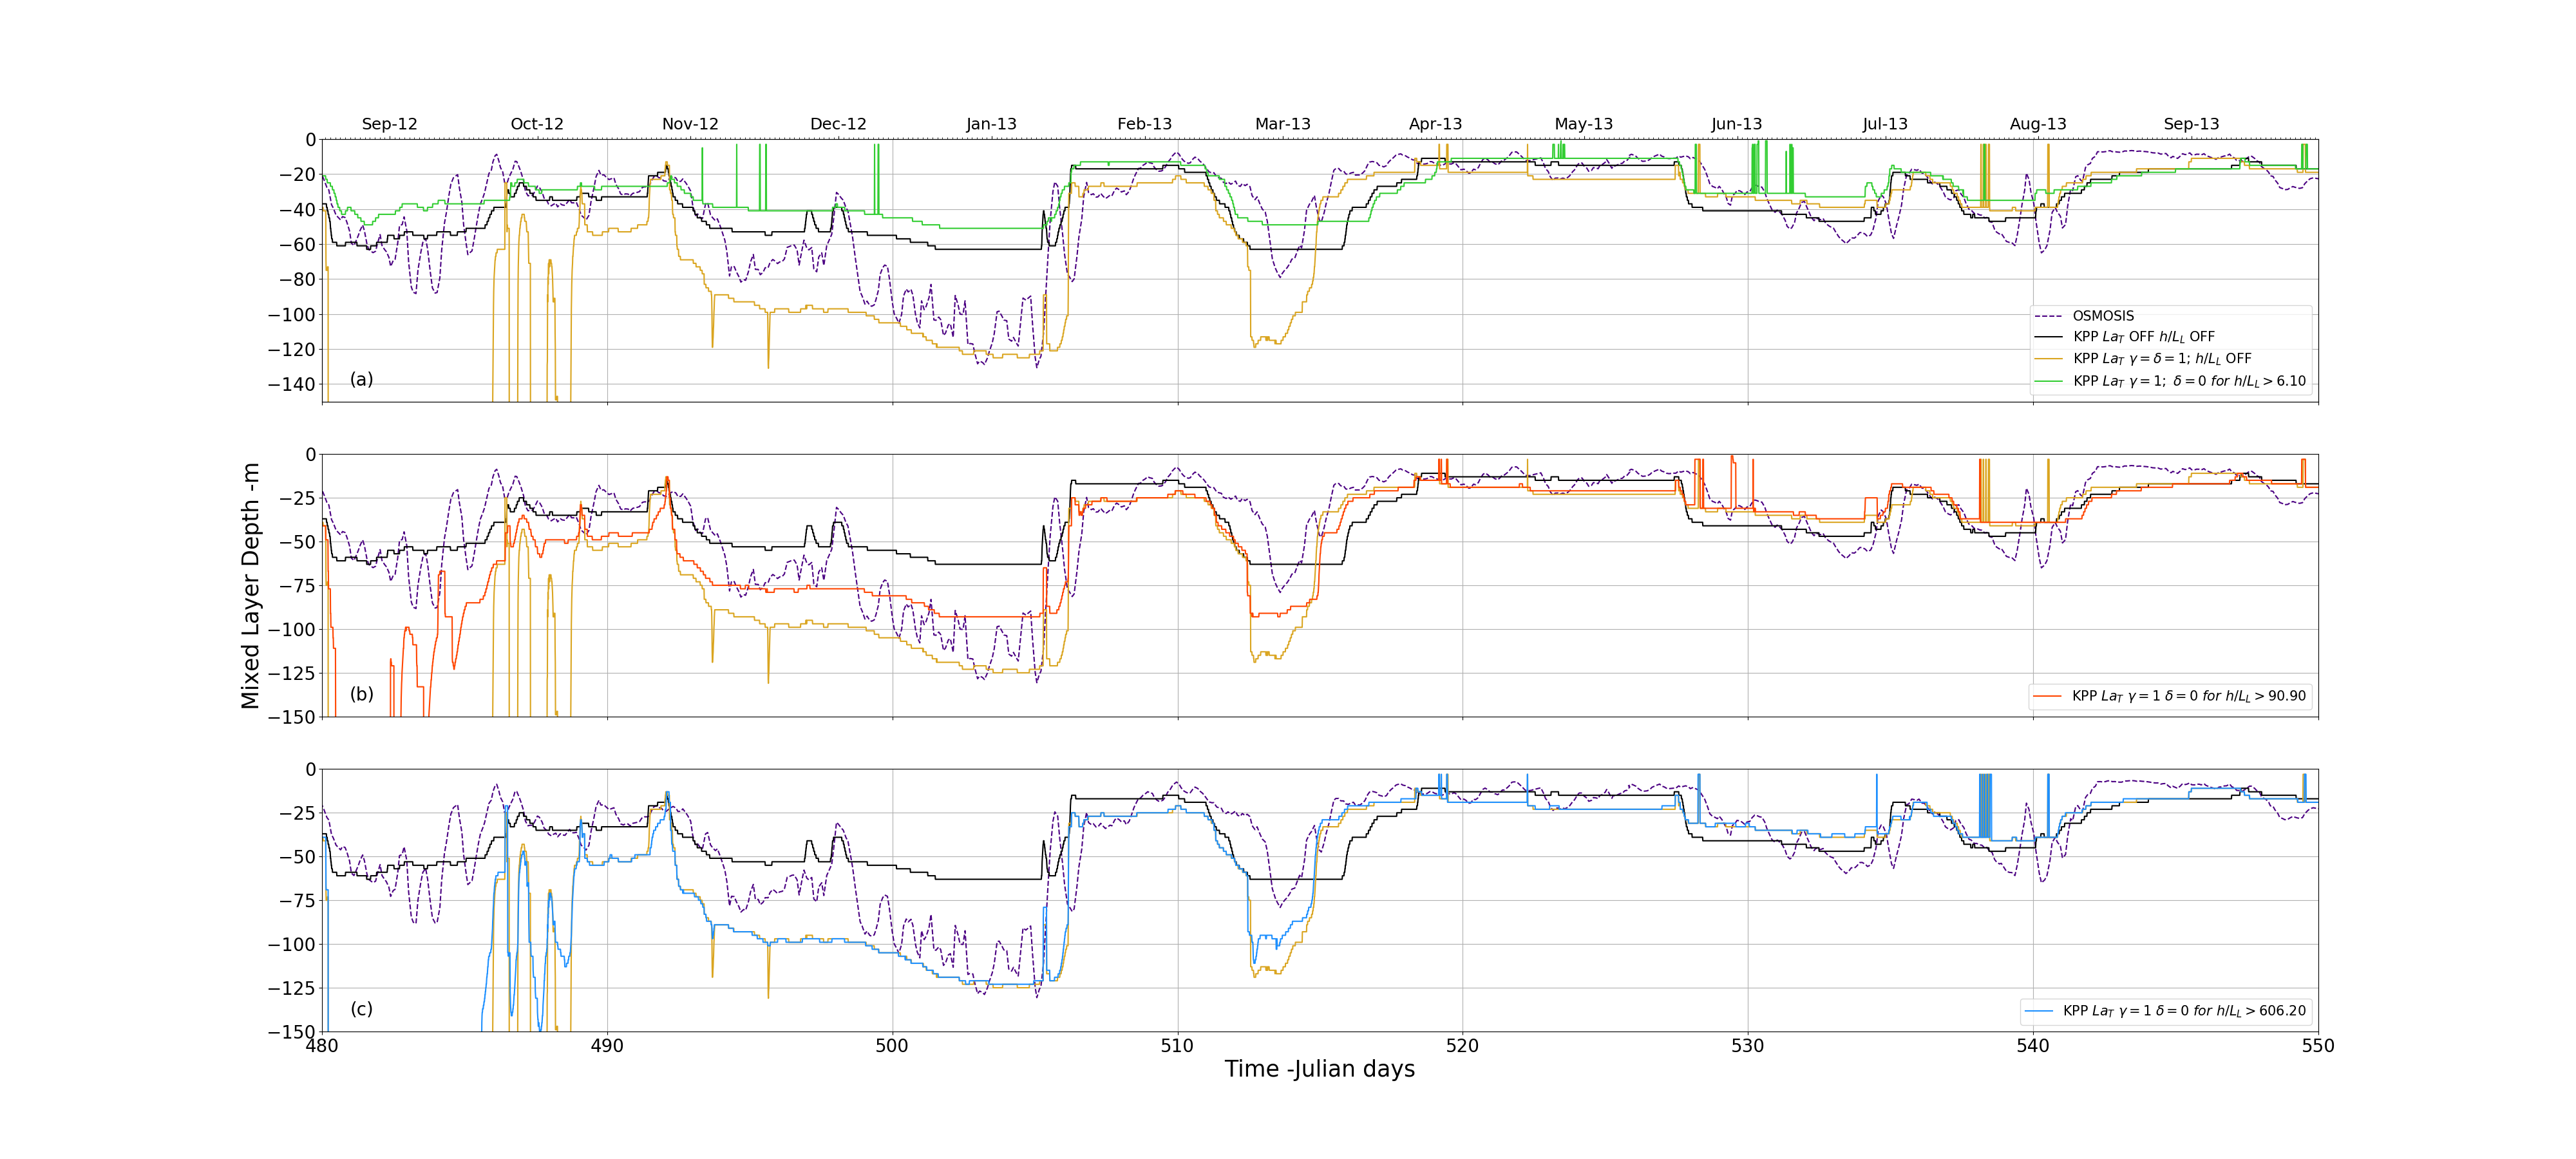 Sep-12 Oct-12 Nov-12 Dec-12 Jan-13 Feb-13 Mar-13 Apr-13 May-13 Jun-13 Jul-13 Aug-13 Sep-13
0
−20
−40
−60
−80
−100
−120
−140
(a)
OSMOSIS
KPP La_T OFF h/L_L OFF
KPP La_T γ = δ = 1; h/L_L OFF
KPP La_T γ = 1; δ = 0 for h/L_L > 6.10
Mixed Layer Depth -m
0
−25
−50
−75
−100
−125
−150
(b)
KPP La_T γ = 1 δ = 0 for h/L_L > 90.90
0
−25
−50
−75
−100
−125
−150
(c)
KPP La_T γ = 1 δ = 0 for h/L_L > 606.20
480 490 500 510 520 530 540 550
Time -Julian days